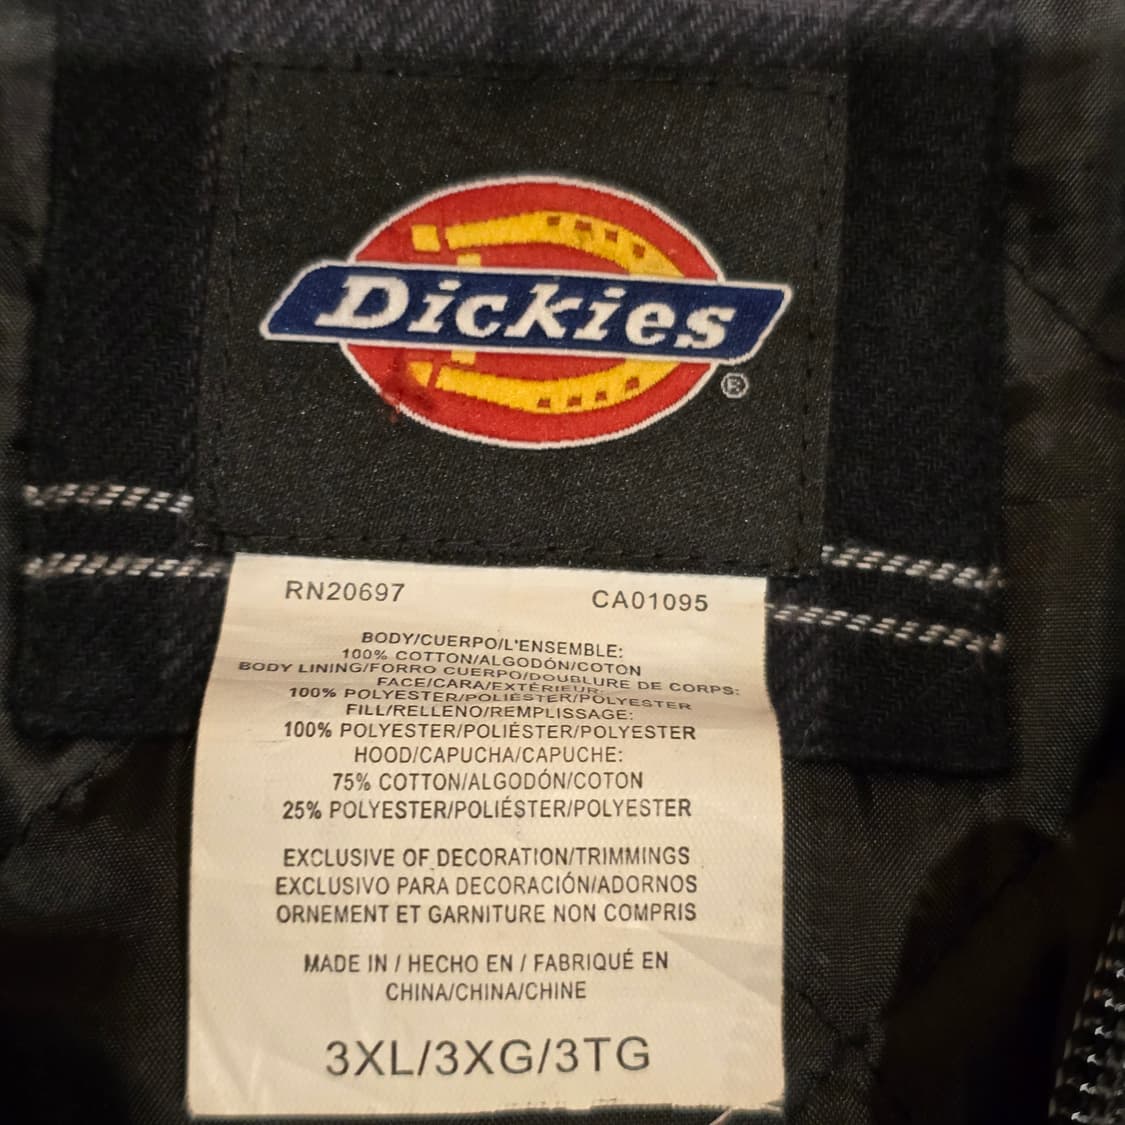 Dickies
®
RN20697 CA01095
BODY/CUERPO/L'ENSEMBLE:
100% COTTON/ALGODÓN/COTON
BODY LINING/FORRO CUERPO/DOUBLURE DE CORPS:
FACE/CARA/EXTÉRIEUR:
100% POLYESTER/POLIÉSTER/POLYESTER
FILL/RELLENO/REMPLISSAGE:
100% POLYESTER/POLIÉSTER/POLYESTER
HOOD/CAPUCHA/CAPUCHE:
75% COTTON/ALGODÓN/COTON
25% POLYESTER/POLIÉSTER/POLYESTER
EXCLUSIVE OF DECORATION/TRIMMINGS
EXCLUSIVO PARA DECORACIÓN/ADORNOS
ORNEMENT ET GARNITURE NON COMPRIS
MADE IN / HECHO EN / FABRIQUÉ EN
CHINA/CHINA/CHINE
3XL/3XG/3TG